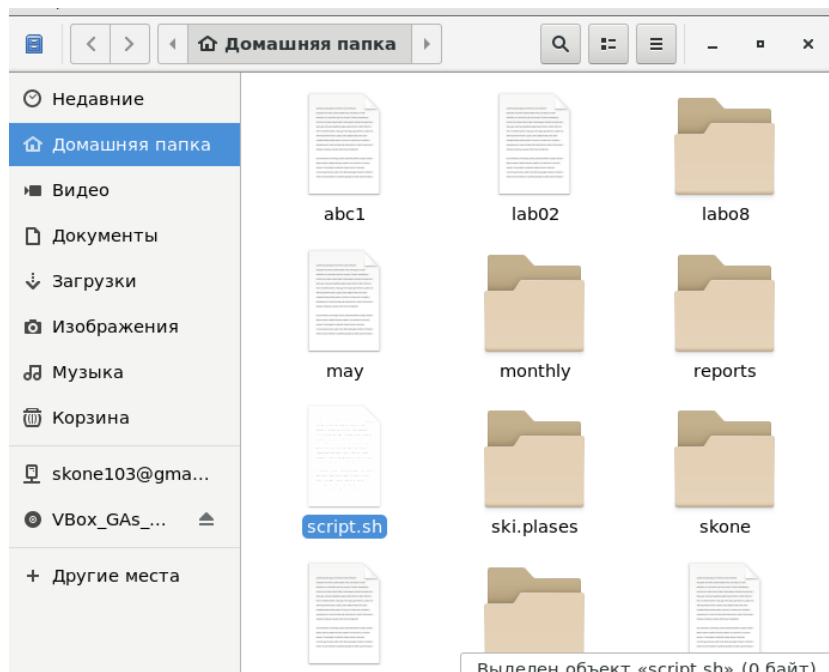 Домашняя папка
Недавние
Домашняя папка
Видео
Документы
Загрузки
Изображения
Музыка
Корзина
skone103@gma...
VBox_GAs_...
Другие места
abc1
lab02
labo8
may
monthly
reports
script.sh
ski.plases
skone
Выделен объект «script.sh» (0 байт)